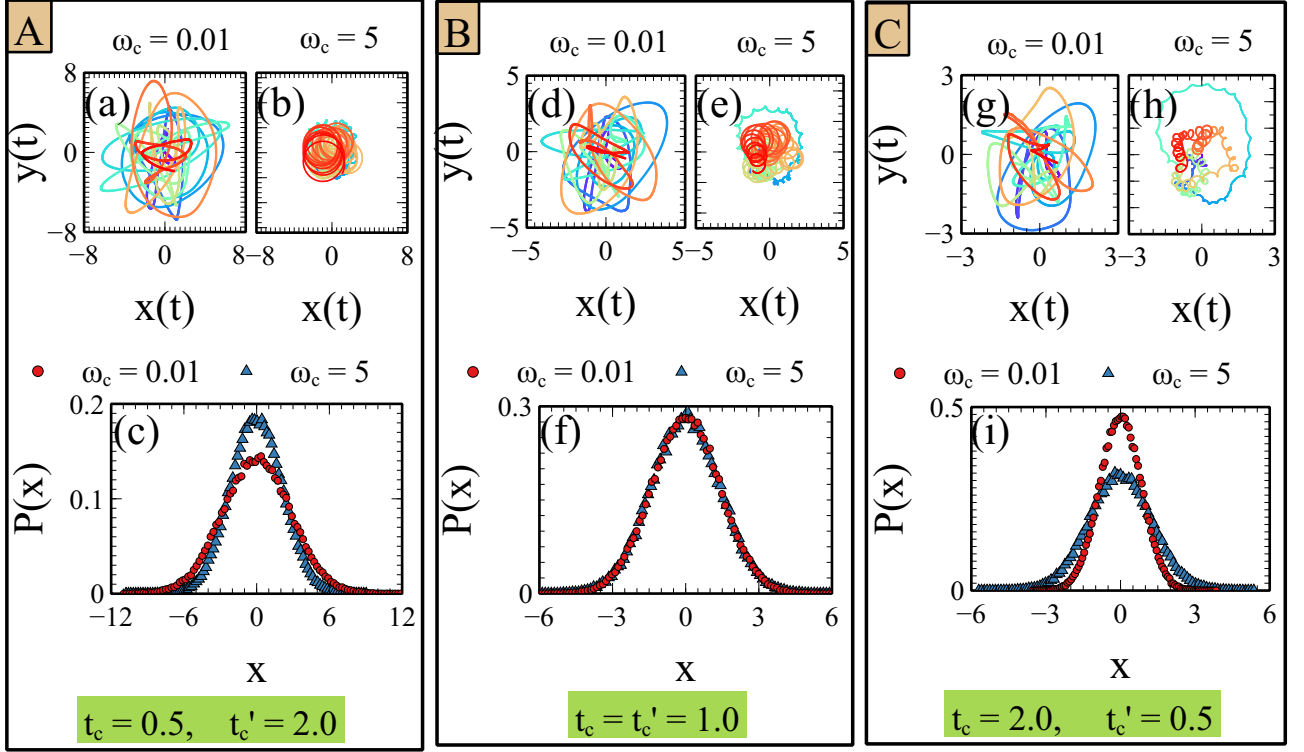 A
ω_c = 0.01 ω_c = 5
(a) (b)
y(t)
8
0
−8
−8 0 8 −8 0 8
x(t) x(t)
ω_c = 0.01 ω_c = 5
(c)
P(x)
0.2
0.1
0
−12 −6 0 6 12
x
t_c = 0.5, t_c' = 2.0
B
ω_c = 0.01 ω_c = 5
(d) (e)
y(t)
5
0
−5
−5 0 5 −5 0 5
x(t) x(t)
ω_c = 0.01 ω_c = 5
(f)
P(x)
0.3
0
−6 −3 0 3 6
x
t_c = t_c' = 1.0
C
ω_c = 0.01 ω_c = 5
(g) (h)
y(t)
3
0
−3
−3 0 3 −3 0 3
x(t) x(t)
ω_c = 0.01 ω_c = 5
(i)
P(x)
0.5
0
−6 −3 0 3 6
x
t_c = 2.0, t_c' = 0.5